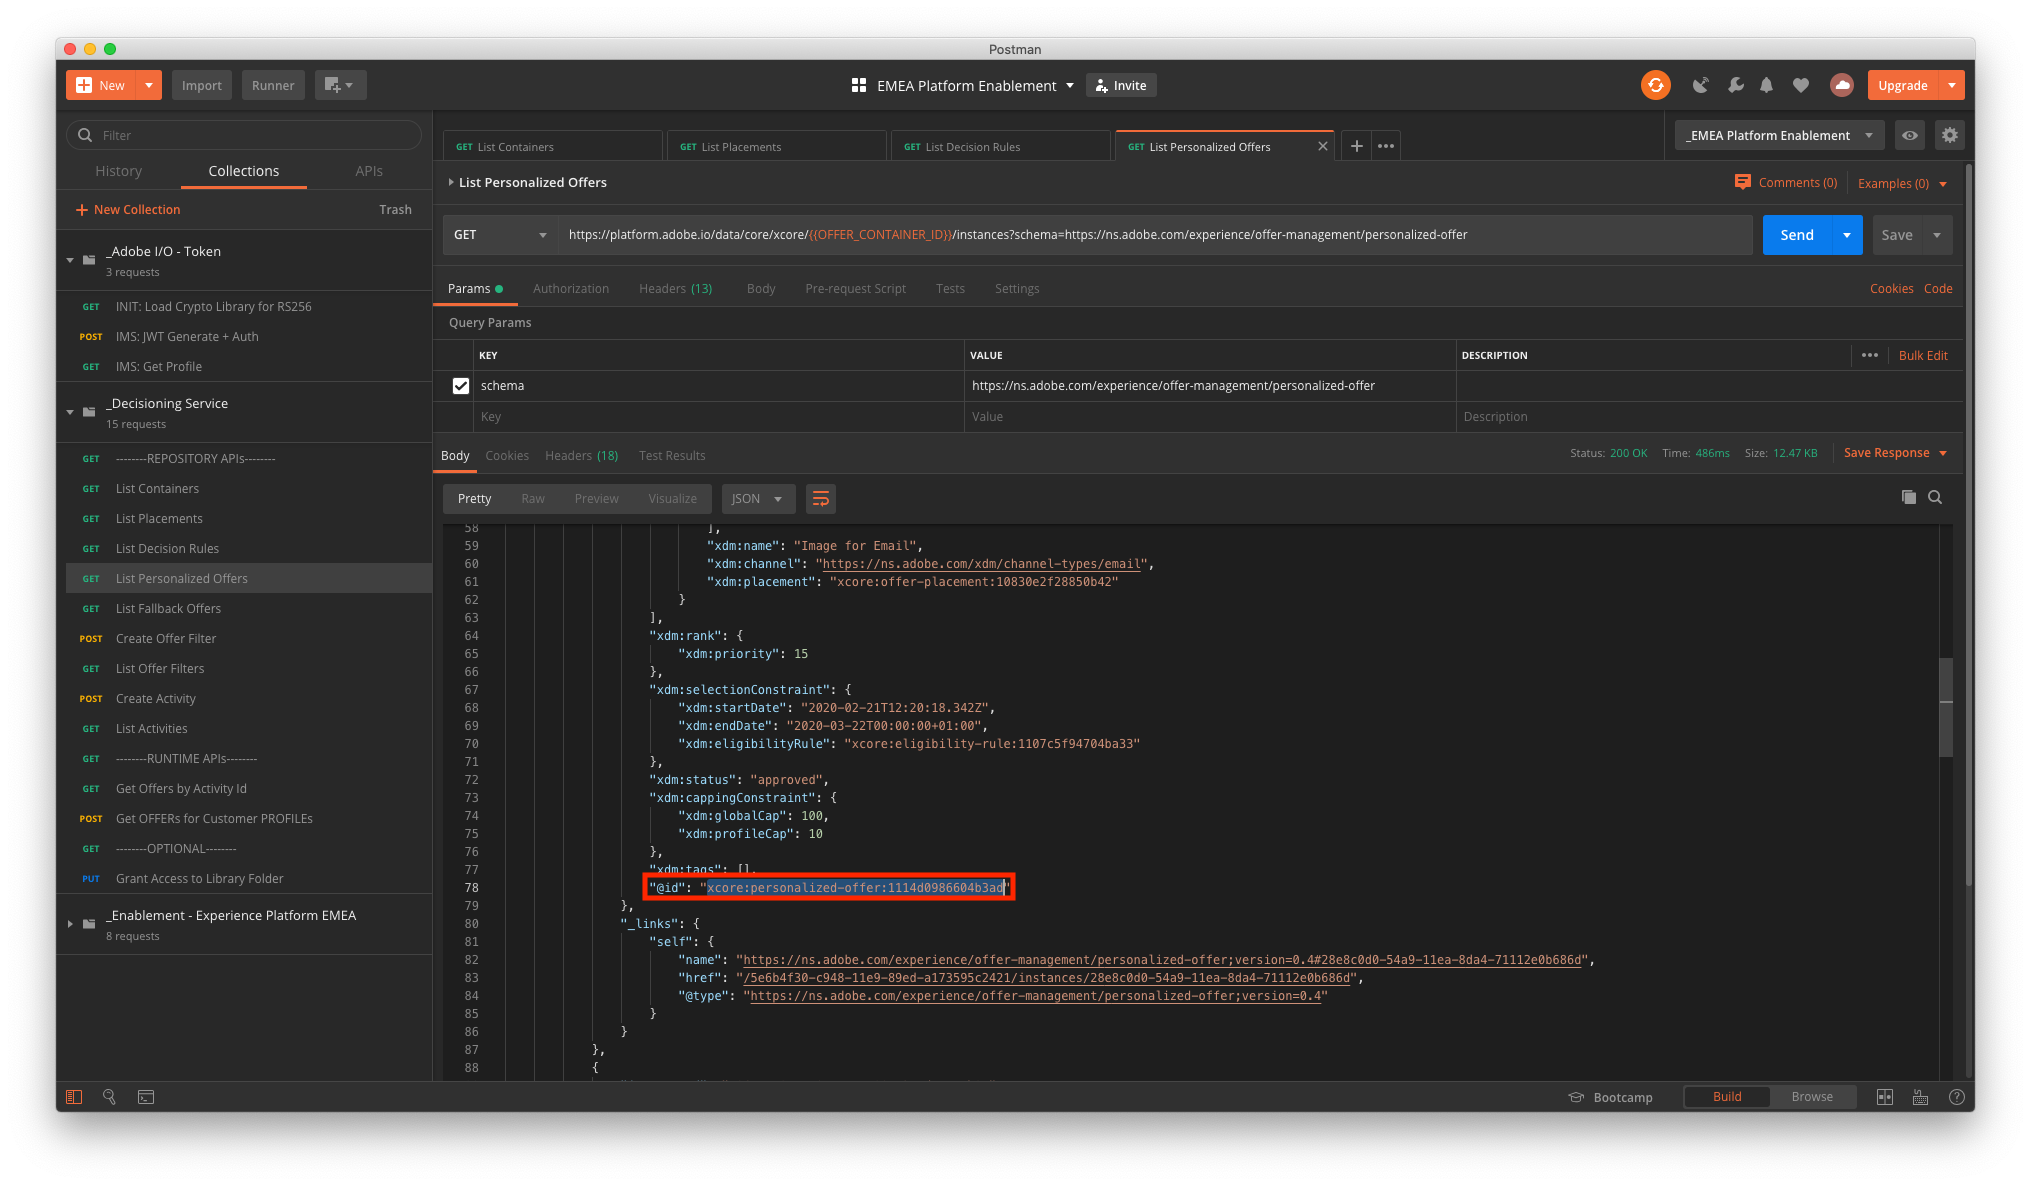 Postman
New
Import
Runner
EMEA Platform Enablement
Invite
Upgrade
Filter
History
Collections
APIs
New Collection
Trash
_Adobe I/O - Token
3 requests
GET INIT: Load Crypto Library for RS256
POST IMS: JWT Generate + Auth
GET IMS: Get Profile
_Decisioning Service
15 requests
GET --------REPOSITORY APIs--------
GET List Containers
GET List Placements
GET List Decision Rules
GET List Personalized Offers
GET List Fallback Offers
POST Create Offer Filter
GET List Offer Filters
POST Create Activity
GET List Activities
GET --------RUNTIME APIs--------
GET Get Offers by Activity Id
POST Get OFFERs for Customer PROFILEs
GET --------OPTIONAL--------
PUT Grant Access to Library Folder
_Enablement - Experience Platform EMEA
8 requests
GET List Containers
GET List Placements
GET List Decision Rules
GET List Personalized Offers
_EMEA Platform Enablement
List Personalized Offers
Comments (0)
Examples (0)
GET
https://platform.adobe.io/data/core/xcore/{{OFFER_CONTAINER_ID}}/instances?schema=https://ns.adobe.com/experience/offer-management/personalized-offer
Send
Save
Params
Authorization
Headers (13)
Body
Pre-request Script
Tests
Settings
Cookies
Code
Query Params
KEY
VALUE
DESCRIPTION
Bulk Edit
schema
https://ns.adobe.com/experience/offer-management/personalized-offer
Key
Value
Description
Body
Cookies
Headers (18)
Test Results
Status: 200 OK
Time: 486ms
Size: 12.47 KB
Save Response
Pretty
Raw
Preview
Visualize
JSON
58 ],
59 "xdm:name": "Image for Email",
60 "xdm:channel": "https://ns.adobe.com/xdm/channel-types/email",
61 "xdm:placement": "xcore:offer-placement:10830e2f28850b42"
62 }
63 ],
64 "xdm:rank": {
65 "xdm:priority": 15
66 },
67 "xdm:selectionConstraint": {
68 "xdm:startDate": "2020-02-21T12:20:18.342Z",
69 "xdm:endDate": "2020-03-22T00:00:00+01:00",
70 "xdm:eligibilityRule": "xcore:eligibility-rule:1107c5f94704ba33"
71 },
72 "xdm:status": "approved",
73 "xdm:cappingConstraint": {
74 "xdm:globalCap": 100,
75 "xdm:profileCap": 10
76 },
77 "xdm:tags": [],
78 "@id": "xcore:personalized-offer:1114d0986604b3ad"
79 },
80 "_links": {
81 "self": {
82 "name": "https://ns.adobe.com/experience/offer-management/personalized-offer;version=0.4#28e8c0d0-54a9-11ea-8da4-71112e0b686d",
83 "href": "/5e6b4f30-c948-11e9-89ed-a173595c2421/instances/28e8c0d0-54a9-11ea-8da4-71112e0b686d",
84 "@type": "https://ns.adobe.com/experience/offer-management/personalized-offer;version=0.4"
85 }
86 }
87 },
88 {
Bootcamp
Build
Browse